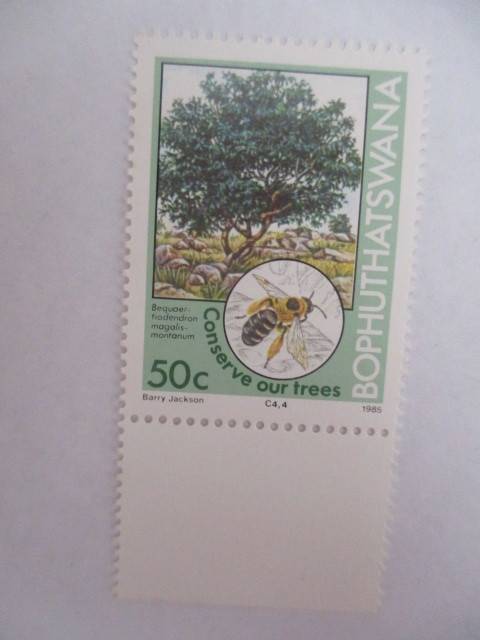 BOPHUTHATSWANA
Bequaer-
tiodendron
magalis-
montanum
Conserve our trees
50c
Barry Jackson
C4,4
1985